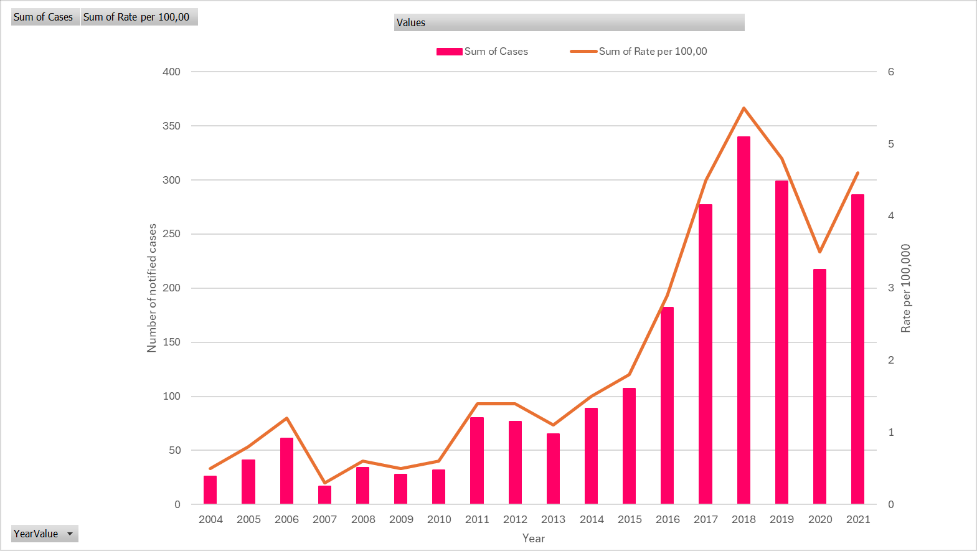 Sum of Cases Sum of Rate per 100,00
Values
Sum of Cases Sum of Rate per 100,00
400 6
350
5
300
4
250
200 3
150
2
100
1
50
0 0
Number of notified cases
Rate per 100,000
2004 2005 2006 2007 2008 2009 2010 2011 2012 2013 2014 2015 2016 2017 2018 2019 2020 2021
Year
YearValue